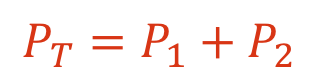 P_T = P_1 + P_2